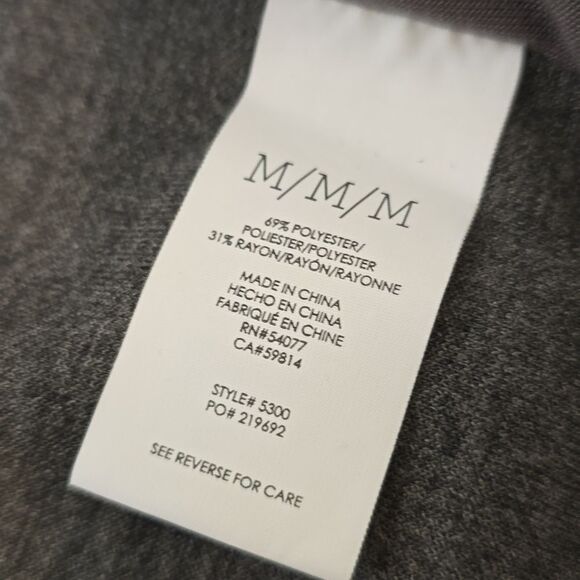 M/M/M
69% POLYESTER/
POLIESTER/POLYESTER
31% RAYON/RAYÓN/RAYONNE
MADE IN CHINA
HECHO EN CHINA
FABRIQUÉ EN CHINE
RN#54077
CA#59814
STYLE# 5300
PO# 219692
SEE REVERSE FOR CARE